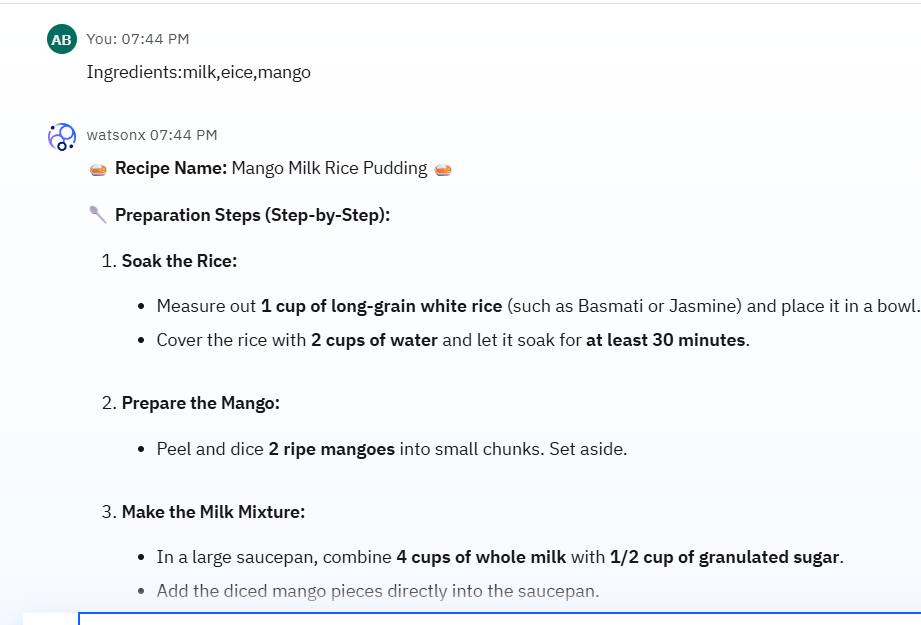 AB You: 07:44 PM
Ingredients:milk,eice,mango
watsonx 07:44 PM
Recipe Name: Mango Milk Rice Pudding
Preparation Steps (Step-by-Step):
1. Soak the Rice:
• Measure out 1 cup of long-grain white rice (such as Basmati or Jasmine) and place it in a bowl.
• Cover the rice with 2 cups of water and let it soak for at least 30 minutes.
2. Prepare the Mango:
• Peel and dice 2 ripe mangoes into small chunks. Set aside.
3. Make the Milk Mixture:
• In a large saucepan, combine 4 cups of whole milk with 1/2 cup of granulated sugar.
• Add the diced mango pieces directly into the saucepan.